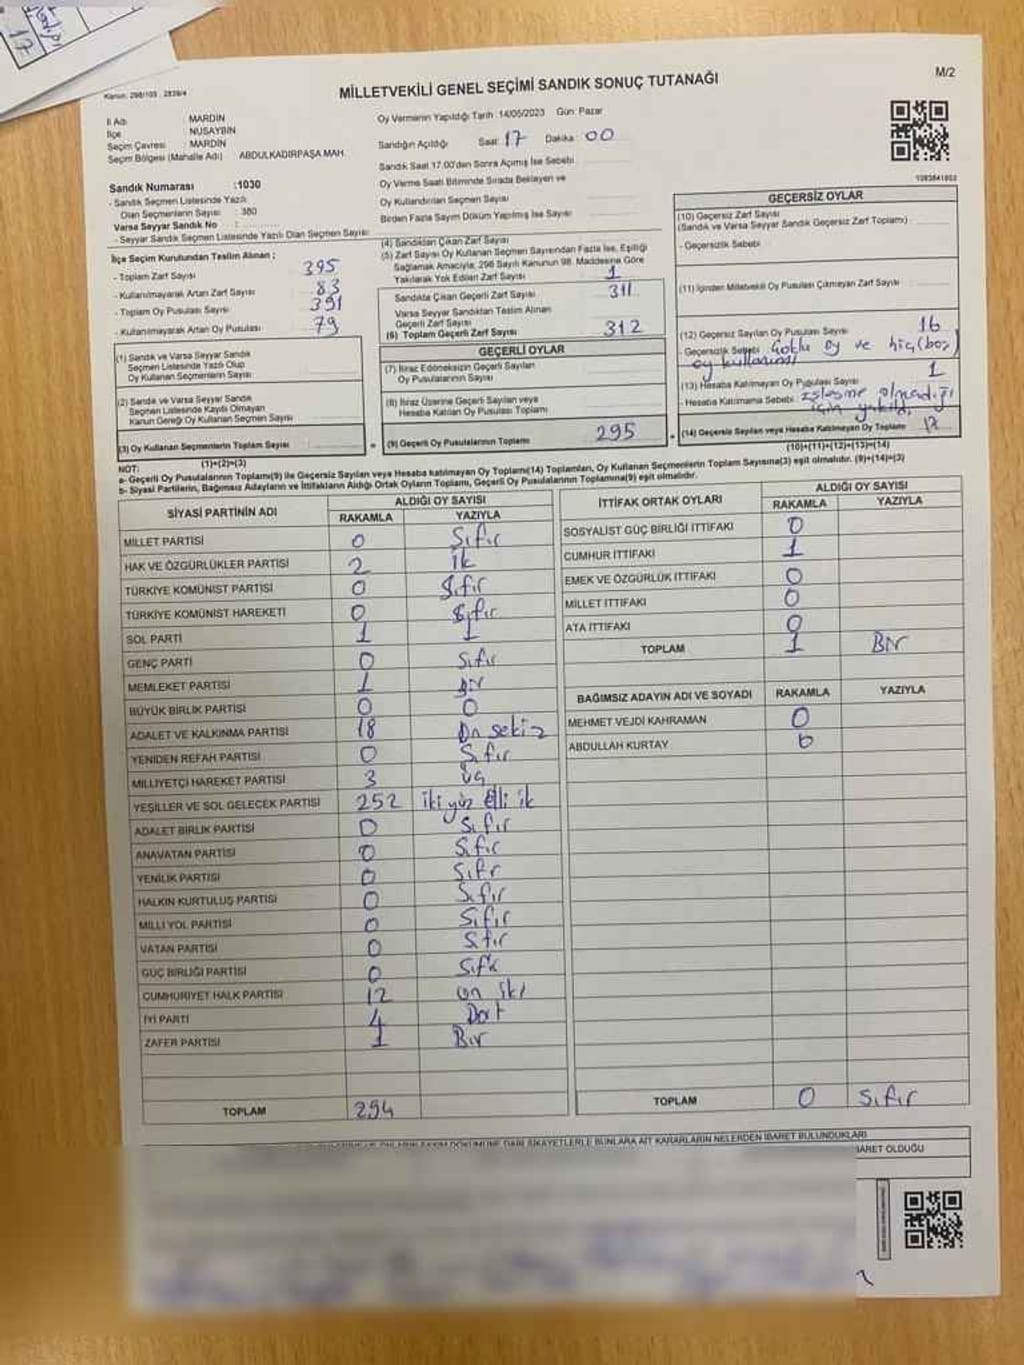 17
M/2
Kanun: 298/105 , 2839/4
MİLLETVEKİLİ GENEL SEÇİMİ SANDIK SONUÇ TUTANAĞI
İl Adı : MARDİN
İlçe : NUSAYBİN
Seçim Çevresi : MARDİN
Seçim Bölgesi (Mahalle Adı) ABDULKADİRPAŞA MAH.
Oy Vermenin Yapıldığı Tarih :14/05/2023 Gün: Pazar
Sandığın Açıldığı Saat: 17 Dakika: 00
Sandık Saat 17.00'den Sonra Açımış İse Sebebi
Oy Verme Saati Bitiminde Sırada Bekleyen ve
Oy Kullandırılan Seçmen Sayısı
Birden Fazla Sayım Döküm Yapılmış İse Sayısı
Sandık Numarası :1030
- Sandık Seçmen Listesinde Yazılı
Olan Seçmenlerin Sayısı : 380
Varsa Seyyar Sandık No :
- Seyyar Sandık Seçmen Listesinde Yazılı Olan Seçmen Sayısı:
İlçe Seçim Kurulundan Teslim Alınan ;
- Toplam Zarf Sayısı : 395
- Kullanılmayarak Artan Zarf Sayısı : 83
- Toplam Oy Pusulası Sayısı : 391
- Kullanılmayarak Artan Oy Pusulası : 79
(1) Sandık ve Varsa Seyyar Sandık
Seçmen Listesinde Yazılı Olup
Oy Kullanan Seçmenlerin Sayısı
(2) Sandık ve Varsa Seyyar Sandık
Seçmen Listesinde Kayıtlı Olmayan
Kanun Gereği Oy Kullanan Seçmen Sayısı
(3) Oy Kullanan Seçmenlerin Toplam Sayısı :
(1)+(2)=(3)
(4) Sandıktan Çıkan Zarf Sayısı
(5) Zarf Sayısı Oy Kullanan Seçmen Sayısından Fazla İse, Eşitliği
Sağlamak Amacıyla, 298 Sayılı Kanunun 98. Maddesine Göre
Yakılarak Yok Edilen Zarf Sayısı 1
Sandıkta Çıkan Geçerli Zarf Sayısı 311
Varsa Seyyar Sandıktan Teslim Alınan
Geçerli Zarf Sayısı
(6) Toplam Geçerli Zarf Sayısı 312
GEÇERLİ OYLAR
(7) İtiraz Edilmeksizin Geçerli Sayılan
Oy Pusulalarının Sayısı
(8) İtiraz Üzerine Geçerli Sayılan veya
Hesaba Katılan Oy Pusulası Toplamı
= (9) Geçerli Oy Pusulalarının Toplamı 295
1083841802
GEÇERSİZ OYLAR
(10) Geçersiz Zarf Sayısı
(Sandık ve Varsa Seyyar Sandık Geçersiz Zarf Toplamı)
- Geçersizlik Sebebi
(11) İçinden Milletvekili Oy Pusulası Çıkmayan Zarf Sayısı :
(12) Geçersiz Sayılan Oy Pusulası Sayısı 16
- Geçersizlik Sebebi Çoklu oy ve hiç(boş)
oy kullanması
(13) Hesaba Katılmayan Oy Pusulası Sayısı 1
- Hesaba Katılmama Sebebi: eşleşme olmadığı
için yakıldı
+ (14) Geçersiz Sayılan veya Hesaba Katılmayan Oy Toplamı 17
(10)+(11)+(12)+(13)=(14)
NOT:
a- Geçerli Oy Pusulalarının Toplamı(9) ile Geçersiz Sayılan veya Hesaba katılmayan Oy Toplamı(14) Toplamları, Oy Kullanan Seçmenlerin Toplam Sayısına(3) eşit olmalıdır. (9)+(14)=(3)
b- Siyasi Partilerin, Bağımsız Adayların ve İttifakların Aldığı Ortak Oyların Toplamı, Geçerli Oy Pusulalarının Toplamına(9) eşit olmalıdır.
SİYASİ PARTİNİN ADI ALDIĞI OY SAYISI
RAKAMLA YAZIYLA
MİLLET PARTİSİ 0 Sıfır
HAK VE ÖZGÜRLÜKLER PARTİSİ 2 ik
TÜRKİYE KOMÜNİST PARTİSİ 0 Sıfır
TÜRKİYE KOMÜNİST HAREKETİ 0 Sıfır
SOL PARTİ 1 1
GENÇ PARTİ 0 Sıfır
MEMLEKET PARTİSİ 1 Bir
BÜYÜK BİRLİK PARTİSİ 0 0
ADALET VE KALKINMA PARTİSİ 18 On sekiz
YENİDEN REFAH PARTİSİ 0 Sıfır
MİLLİYETÇİ HAREKET PARTİSİ 3 üç
YEŞİLLER VE SOL GELECEK PARTİSİ 252 iki yüz elli ik
ADALET BİRLİK PARTİSİ 0 Sıfır
ANAVATAN PARTİSİ 0 Sıfır
YENİLİK PARTİSİ 0 Sıfır
HALKIN KURTULUŞ PARTİSİ 0 Sıfır
MİLLİ YOL PARTİSİ 0 Sıfır
VATAN PARTİSİ 0 Sıfır
GÜÇ BİRLİĞİ PARTİSİ 0 Sıfır
CUMHURİYET HALK PARTİSİ 12 on iki
İYİ PARTİ 4 Dört
ZAFER PARTİSİ 1 Bir
TOPLAM 294
İTTİFAK ORTAK OYLARI ALDIĞI OY SAYISI
RAKAMLA YAZIYLA
SOSYALİST GÜÇ BİRLİĞİ İTTİFAKI 0
CUMHUR İTTİFAKI 1
EMEK VE ÖZGÜRLÜK İTTİFAKI 0
MİLLET İTTİFAKI 0
ATA İTTİFAKI 0
TOPLAM 1 Bir
BAĞIMSIZ ADAYIN ADI VE SOYADI RAKAMLA YAZIYLA
MEHMET VEJDİ KAHRAMAN 0
ABDULLAH KURTAY 0
TOPLAM 0 Sıfır
DAİR ŞİKAYETLERLE BUNLARA AİT KARARLARIN NELERDEN İBARET BULUNDUKLARI
İBARET OLDUĞU